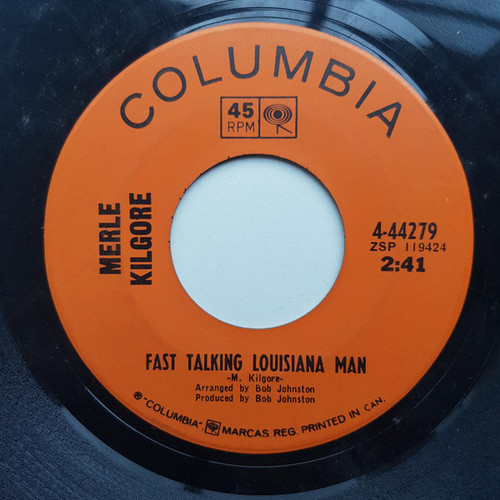 COLUMBIA
45
RPM
MERLE
KILGORE
4-44279
ZSP 119424
2:41
FAST TALKING LOUISIANA MAN
-M. Kilgore-
Arranged by Bob Johnston
Produced by Bob Johnston
® "COLUMBIA", MARCAS REG. PRINTED IN CAN.